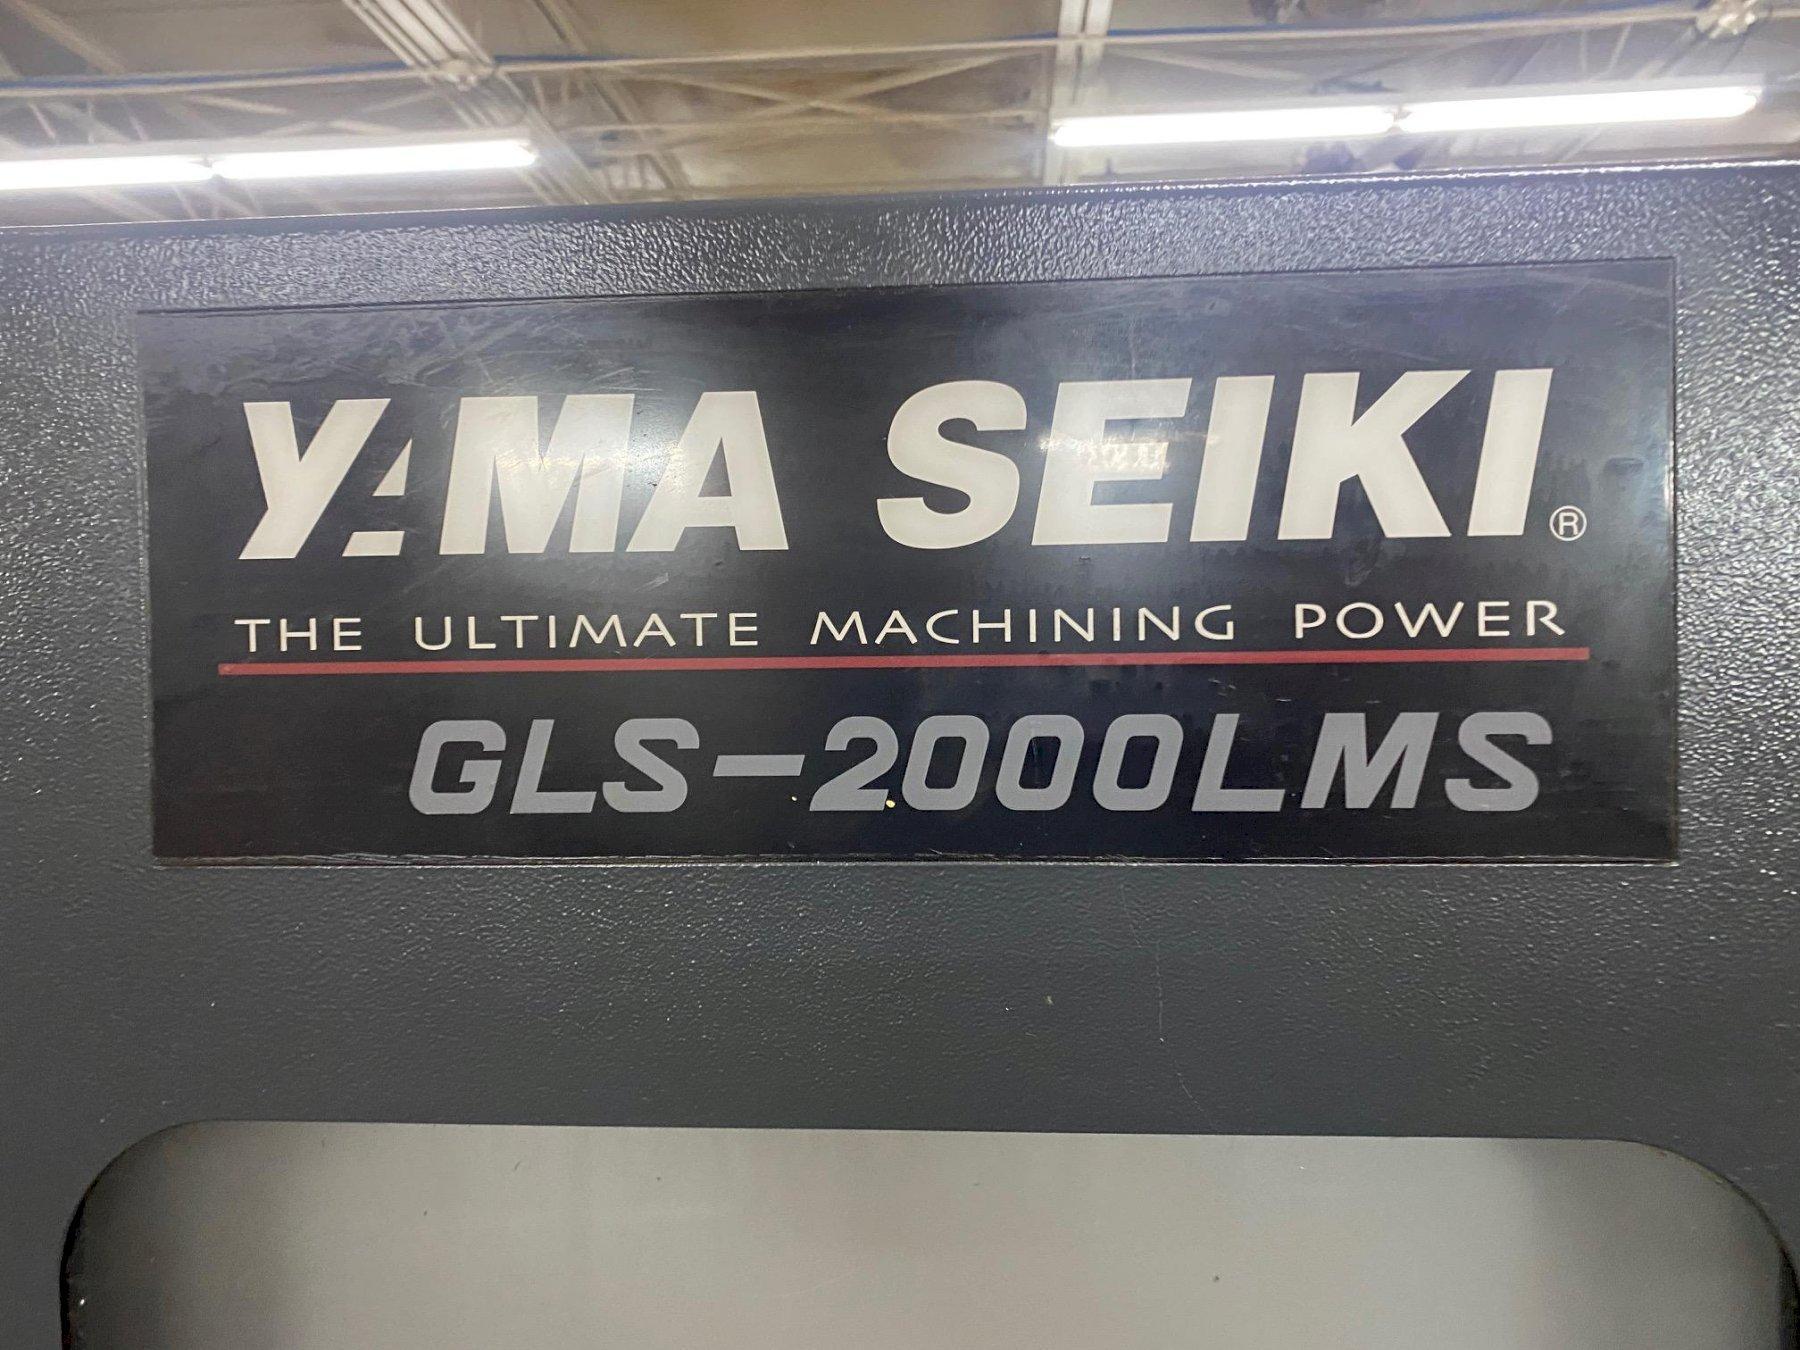 YAMA SEIKI®
THE ULTIMATE MACHINING POWER
GLS-2000LMS